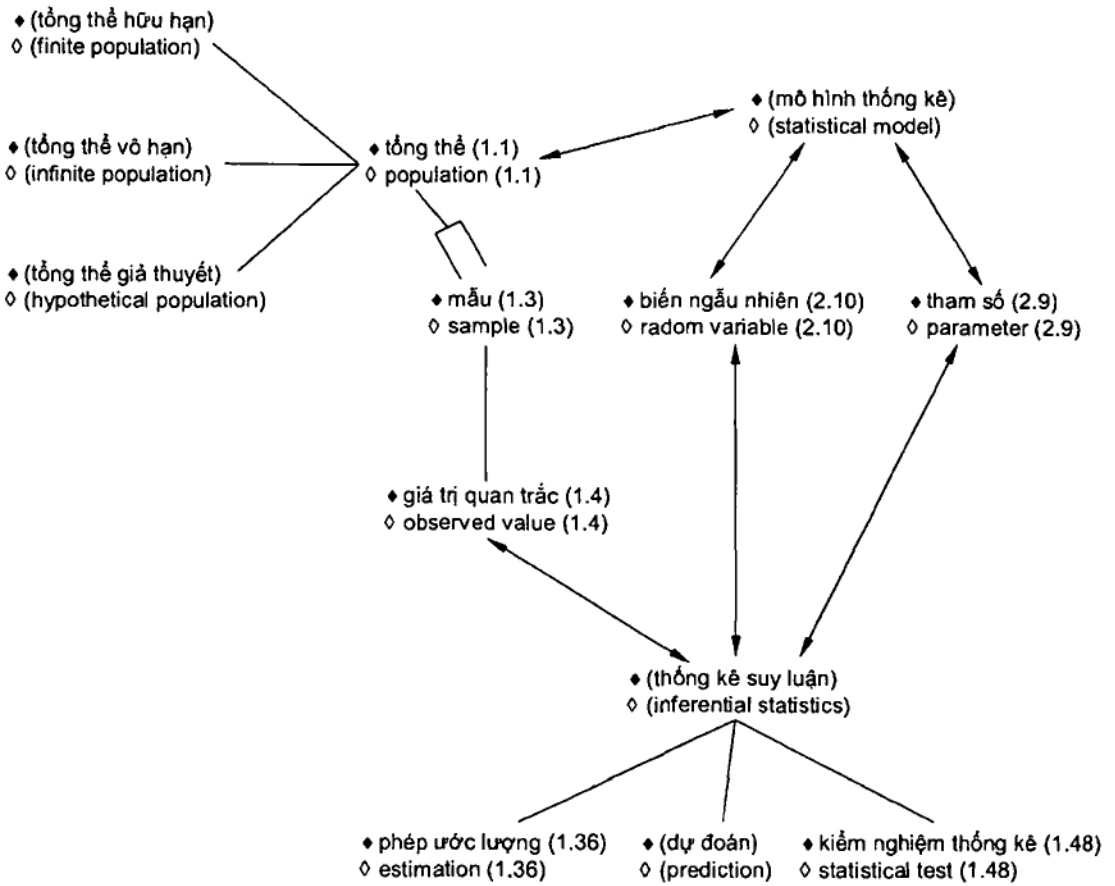 ♦ (tổng thể hữu hạn)
◊ (finite population)
♦ (mô hình thống kê)
◊ (statistical model)
♦ (tổng thể vô hạn)
◊ (infinite population)
♦ tổng thể (1.1)
◊ population (1.1)
♦ (tổng thể giả thuyết)
◊ (hypothetical population)
♦ mẫu (1.3)
◊ sample (1.3)
♦ biến ngẫu nhiên (2.10)
◊ radom variable (2.10)
♦ tham số (2.9)
◊ parameter (2.9)
♦ giá trị quan trắc (1.4)
◊ observed value (1.4)
♦ (thống kê suy luận)
◊ (inferential statistics)
♦ phép ước lượng (1.36)
◊ estimation (1.36)
♦ (dự đoán)
◊ (prediction)
♦ kiểm nghiệm thống kê (1.48)
◊ statistical test (1.48)